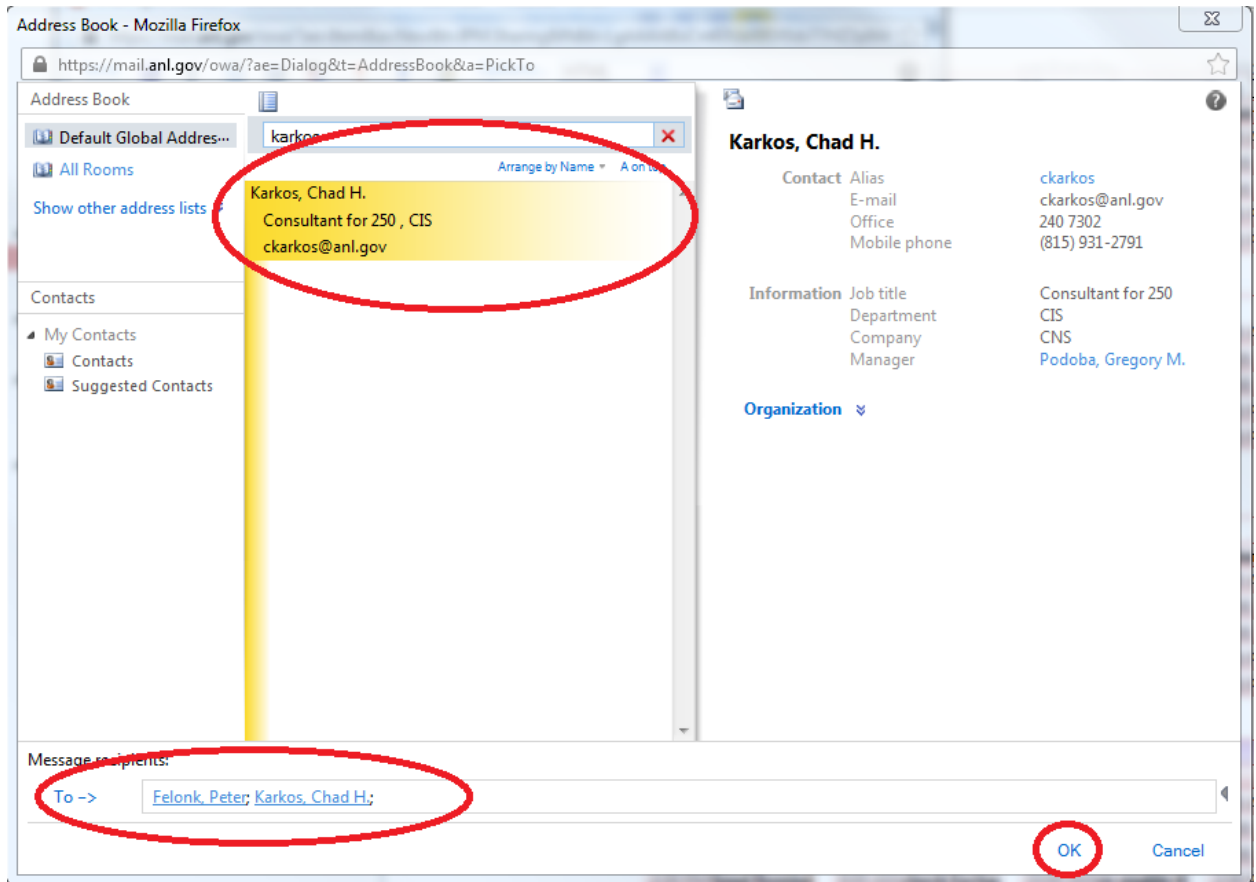 Address Book - Mozilla Firefox
https://mail.anl.gov/owa/?ae=Dialog&t=AddressBook&a=PickTo
Address Book
Default Global Addres...
All Rooms
Show other address lists
Contacts
My Contacts
Contacts
Suggested Contacts
karkos
Arrange by Name A on top
Karkos, Chad H.
Consultant for 250 , CIS
ckarkos@anl.gov
Karkos, Chad H.
Contact Alias ckarkos
E-mail ckarkos@anl.gov
Office 240 7302
Mobile phone (815) 931-2791
Information Job title Consultant for 250
Department CIS
Company CNS
Manager Podoba, Gregory M.
Organization
Message recipients:
To -> Felonk, Peter; Karkos, Chad H.;
OK Cancel